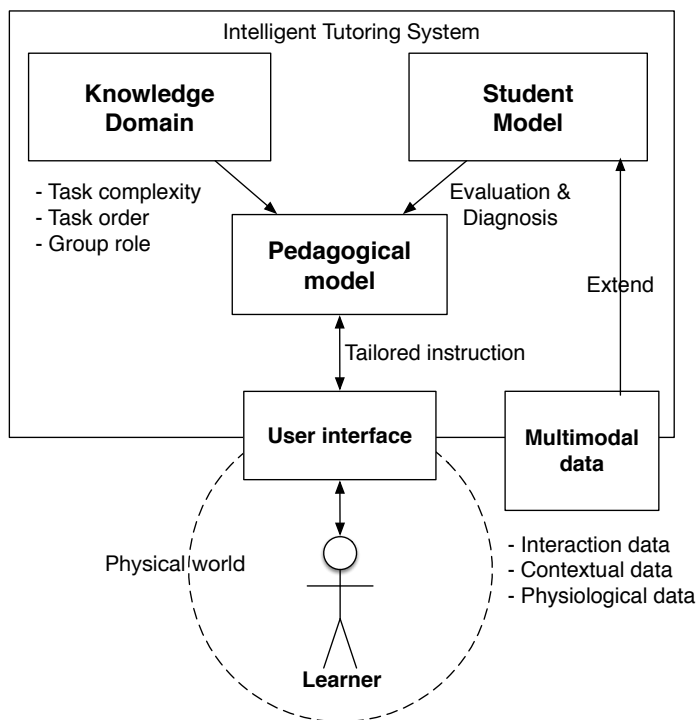 Intelligent Tutoring System
Knowledge
Domain
Student
Model
- Task complexity
- Task order
- Group role
Evaluation &
Diagnosis
Pedagogical
model
Extend
Tailored instruction
User interface
Multimodal
data
Physical world
- Interaction data
- Contextual data
- Physiological data
Learner